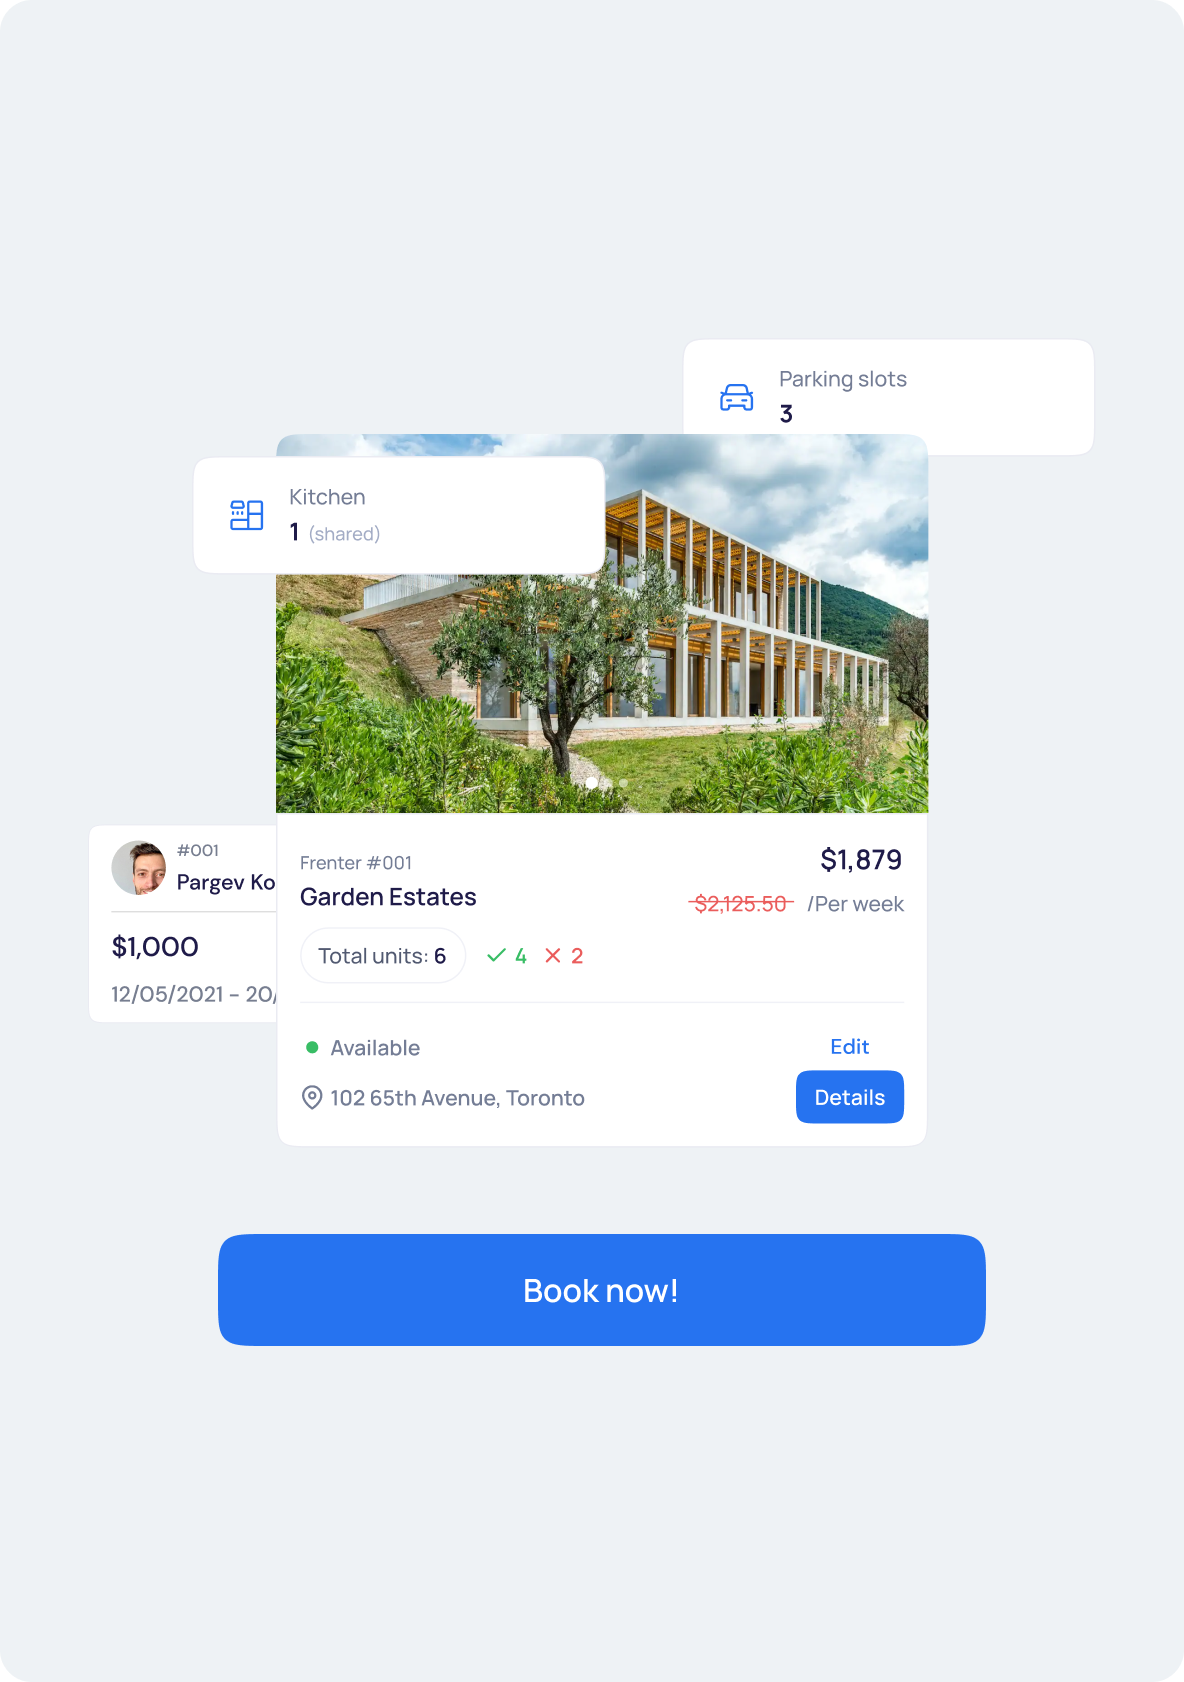 Parking slots
3
Kitchen
1 (shared)
#001
Pargev Ko
$1,000
12/05/2021 – 20/
Frenter #001
$1,879
Garden Estates
$2,125.50 /Per week
Total units: 6 4 2
Available
Edit
102 65th Avenue, Toronto
Details
Book now!